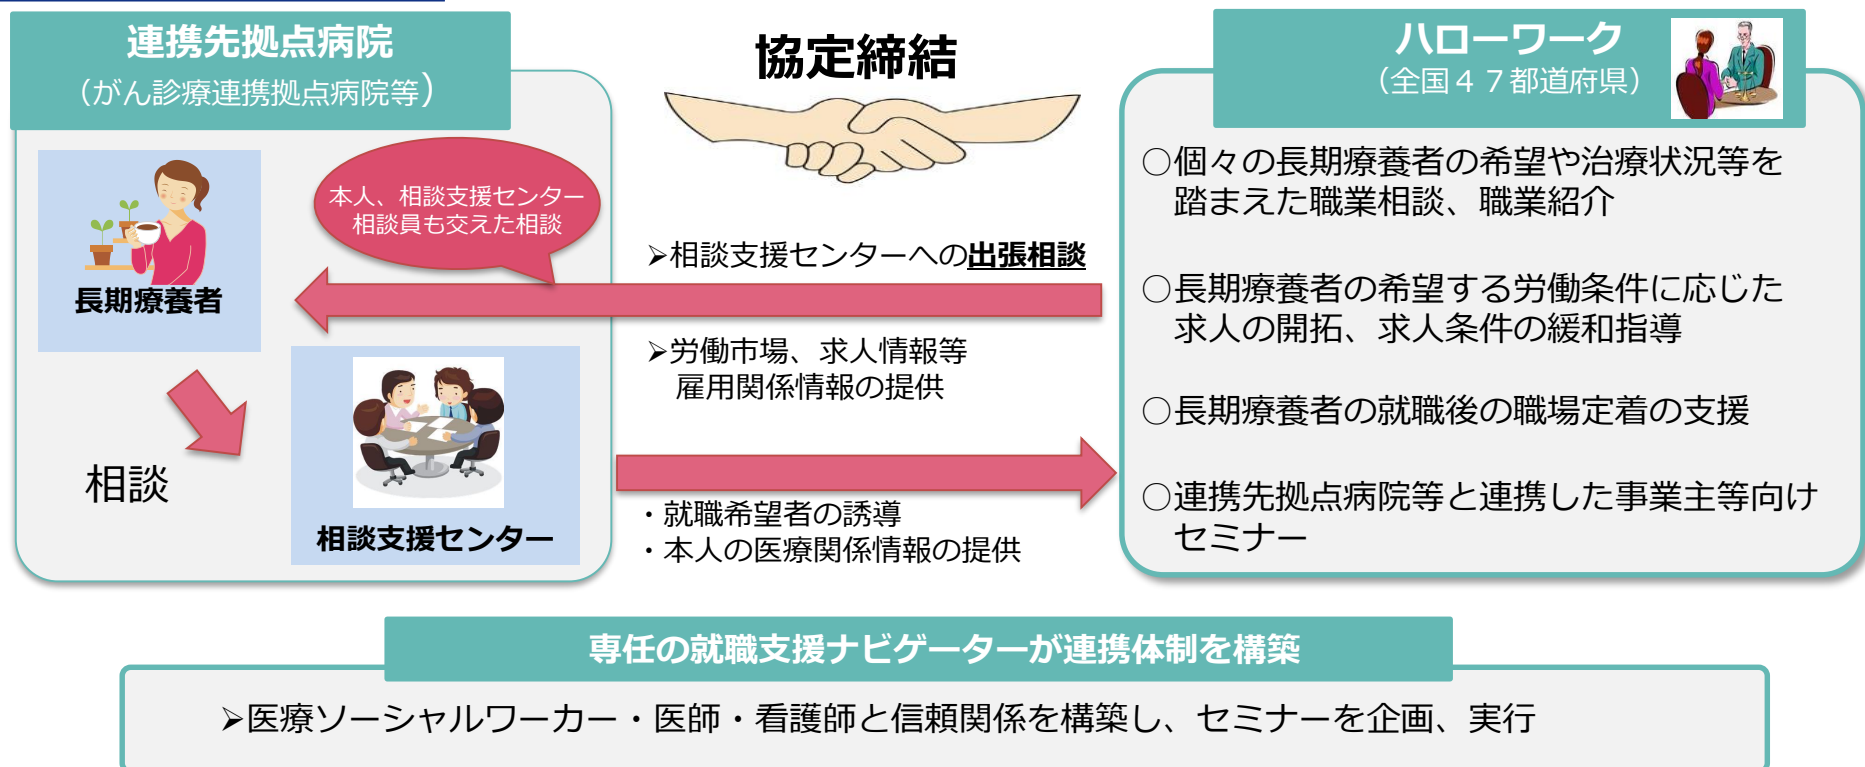 連携先拠点病院
（がん診療連携拠点病院等）
長期療養者
本人、相談支援センター
相談員も交えた相談
相談
相談支援センター
協定締結
➢相談支援センターへの出張相談
➢労働市場、求人情報等
雇用関係情報の提供
・就職希望者の誘導
・本人の医療関係情報の提供
ハローワーク
（全国４７都道府県）
○個々の長期療養者の希望や治療状況等を
踏まえた職業相談、職業紹介
○長期療養者の希望する労働条件に応じた
求人の開拓、求人条件の緩和指導
○長期療養者の就職後の職場定着の支援
○連携先拠点病院等と連携した事業主等向け
セミナー
専任の就職支援ナビゲーターが連携体制を構築
➢医療ソーシャルワーカー・医師・看護師と信頼関係を構築し、セミナーを企画、実行